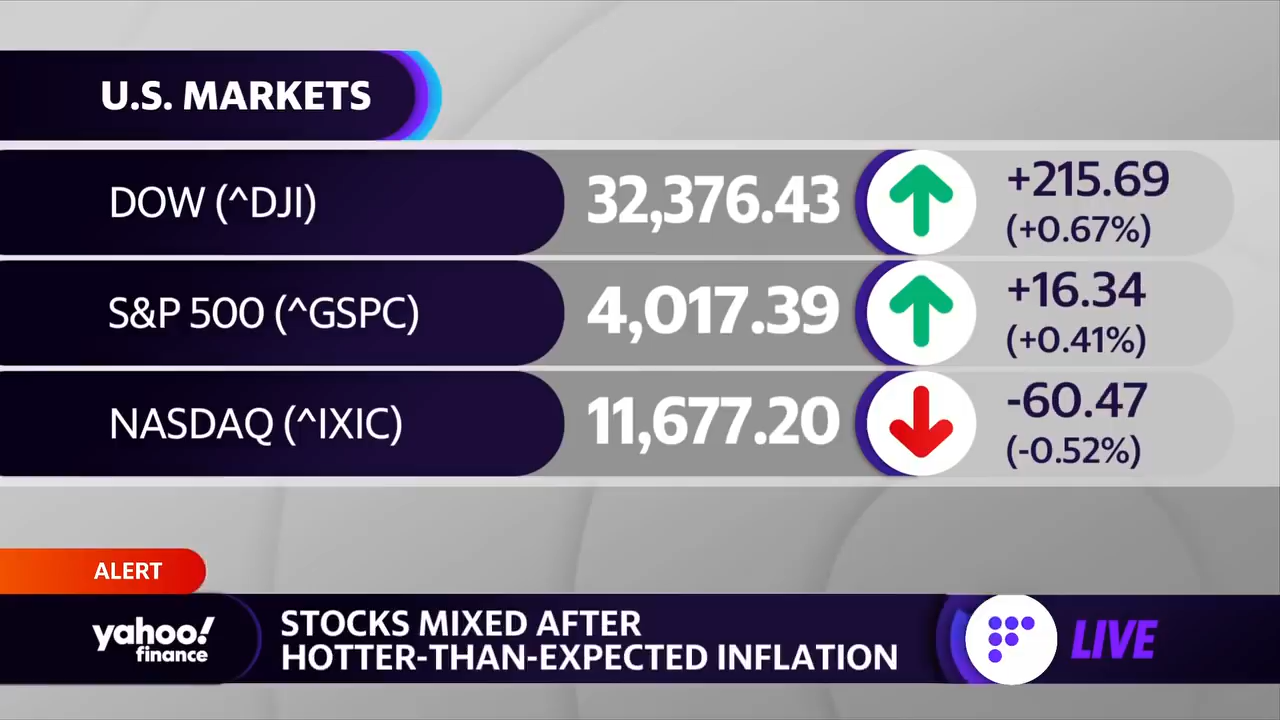 U.S. MARKETS
DOW (^DJI) 32,376.43 +215.69
(+0.67%)
S&P 500 (^GSPC) 4,017.39 +16.34
(+0.41%)
NASDAQ (^IXIC) 11,677.20 -60.47
(-0.52%)
ALERT
yahoo!
finance
STOCKS MIXED AFTER
HOTTER-THAN-EXPECTED INFLATION
LIVE